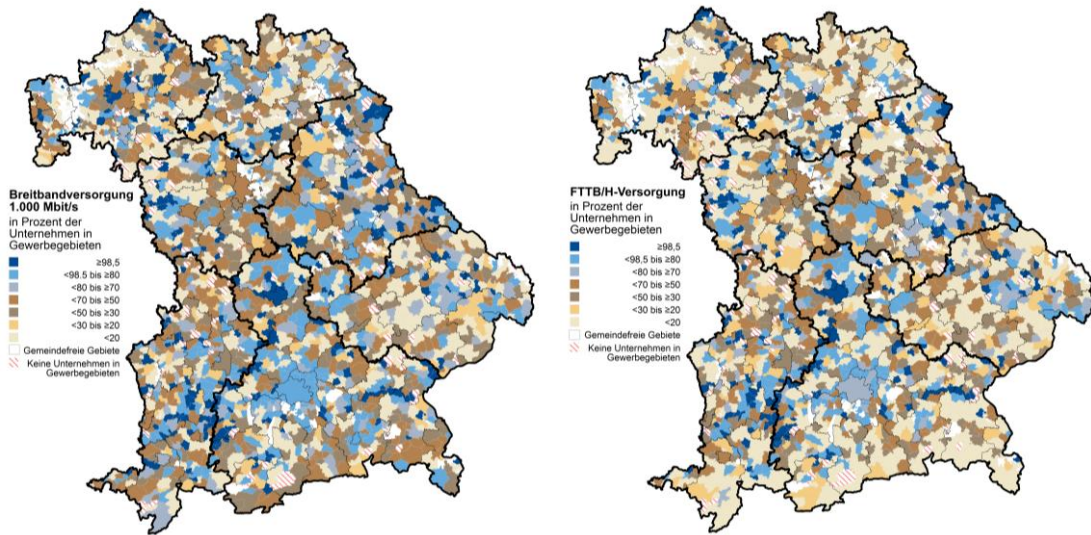 Breitbandversorgung
1.000 Mbit/s
in Prozent der
Unternehmen in
Gewerbegebieten
≥98,5
<98.5 bis ≥80
<80 bis ≥70
<70 bis ≥50
<50 bis ≥30
<30 bis ≥20
<20
Gemeindefreie Gebiete
Keine Unternehmen in
Gewerbegebieten
FTTB/H-Versorgung
in Prozent der
Unternehmen in
Gewerbegebieten
≥98,5
<98,5 bis ≥80
<80 bis ≥70
<70 bis ≥50
<50 bis ≥30
<30 bis ≥20
<20
Gemeindefreie Gebiete
Keine Unternehmen in
Gewerbegebieten